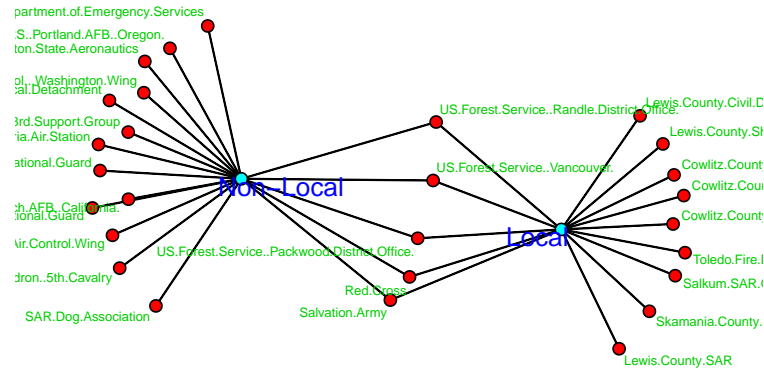 partment.of.Emergency.Services
S..Portland.AFB..Oregon.
ton.State.Aeronautics
ol..Washington.Wing
cal.Detachment
3rd.Support.Group
ria.Air.Station
ational.Guard
Non-Local
ch.AFB..California.
tional.Guard
Air.Control.Wing
dron..5th.Cavalry
SAR.Dog.Association
US.Forest.Service..Randle.District.Office.
US.Forest.Service..Vancouver.
US.Forest.Service..Packwood.District.Office.
Red.Cross
Salvation.Army
Local
Lewis.County.Civil.D
Lewis.County.Sh
Cowlitz.Count
Cowlitz.Cou
Cowlitz.County
Toledo.Fire.
Salkum.SAR.
Skamania.County.
Lewis.County.SAR